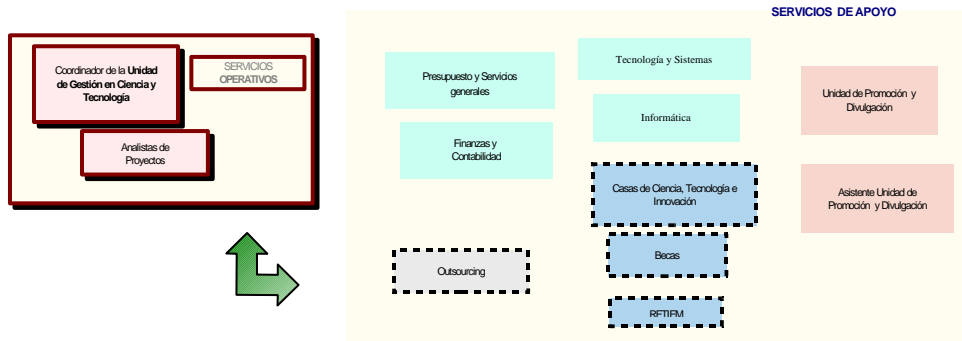 SERVICIOS DE APOYO
Coordinador de la Unidad
de Gestión en Ciencia y
Tecnología
SERVICIOS
OPERATIVOS
Analistas de
Proyectos
Presupuesto y Servicios
generales
Finanzas y
Contabilidad
Outsourcing
Tecnología y Sistemas
Informática
Casas de Ciencia, Tecnología e
Innovación
Becas
Unidad de Promoción y
Divulgación
Asistente Unidad de
Promoción y Divulgación